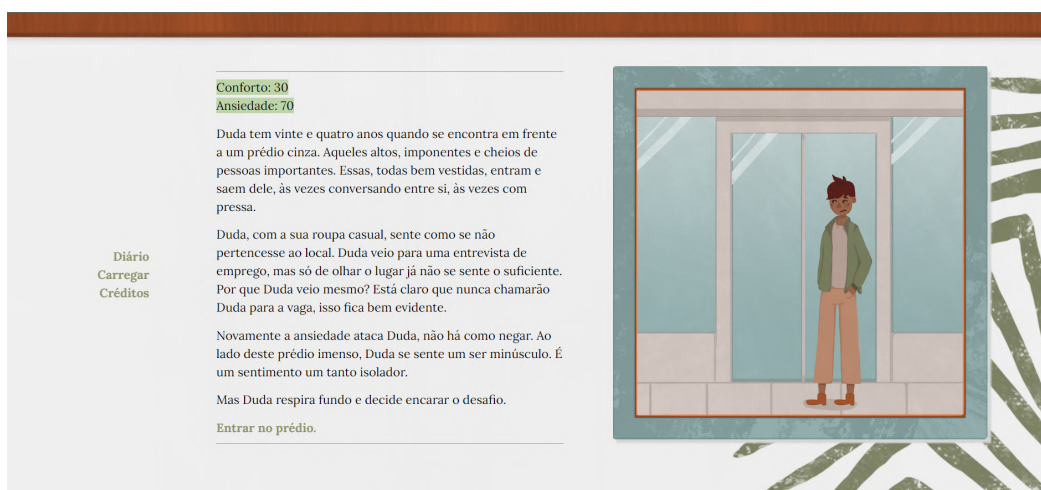 Diário
Carregar
Créditos
Conforto: 30
Ansiedade: 70
Duda tem vinte e quatro anos quando se encontra em frente
a um prédio cinza. Aqueles altos, imponentes e cheios de
pessoas importantes. Essas, todas bem vestidas, entram e
saem dele, às vezes conversando entre si, às vezes com
pressa.
Duda, com a sua roupa casual, sente como se não
pertencesse ao local. Duda veio para uma entrevista de
emprego, mas só de olhar o lugar já não se sente o suficiente.
Por que Duda veio mesmo? Está claro que nunca chamarão
Duda para a vaga, isso fica bem evidente.
Novamente a ansiedade ataca Duda, não há como negar. Ao
lado deste prédio imenso, Duda se sente um ser minúsculo. É
um sentimento um tanto isolador.
Mas Duda respira fundo e decide encarar o desafio.
Entrar no prédio.